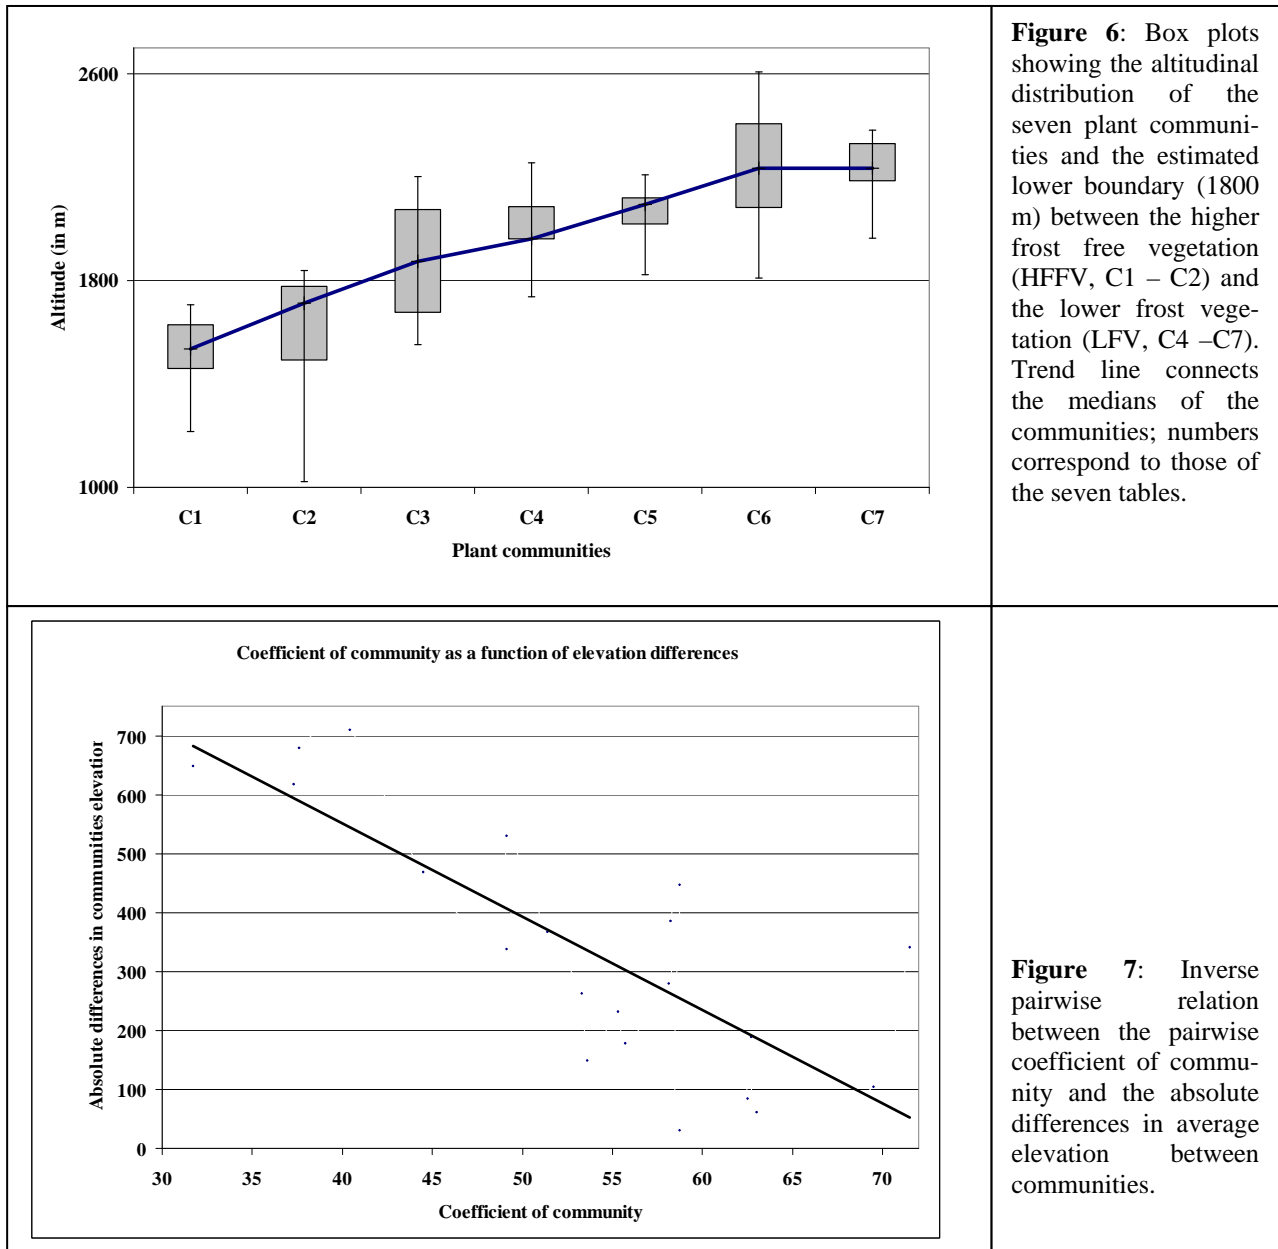 2600
1800
1000
Altitude (in m)
C1 C2 C3 C4 C5 C6 C7
Plant communities
Figure 6: Box plots
showing the altitudinal
distribution of the
seven plant communi-
ties and the estimated
lower boundary (1800
m) between the higher
frost free vegetation
(HFFV, C1 – C2) and
the lower frost vege-
tation (LFV, C4 –C7).
Trend line connects
the medians of the
communities; numbers
correspond to those of
the seven tables.
Coefficient of community as a function of elevation differences
Absolute differences in communities elevation
700
600
500
400
300
200
100
0
30 35 40 45 50 55 60 65 70
Coefficient of community
Figure 7: Inverse
pairwise relation
between the pairwise
coefficient of commu-
nity and the absolute
differences in average
elevation between
communities.